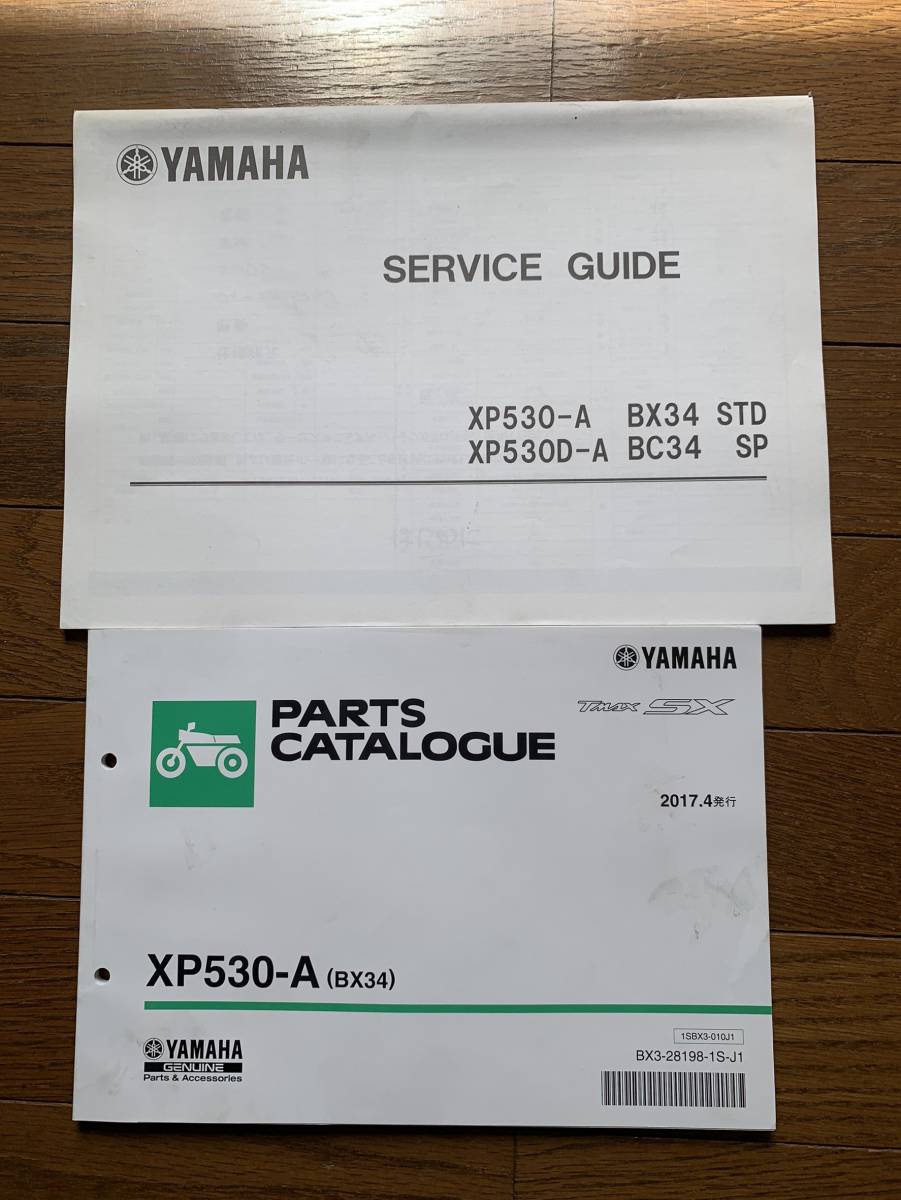 YAMAHA
SERVICE GUIDE
XP530-A BX34 STD
XP530D-A BC34 SP
YAMAHA
TMAX SX
PARTS
CATALOGUE
2017.4発行
XP530-A (BX34)
1SBX3-010J1
BX3-28198-1S-J1
YAMAHA
GENUINE
Parts & Accessories